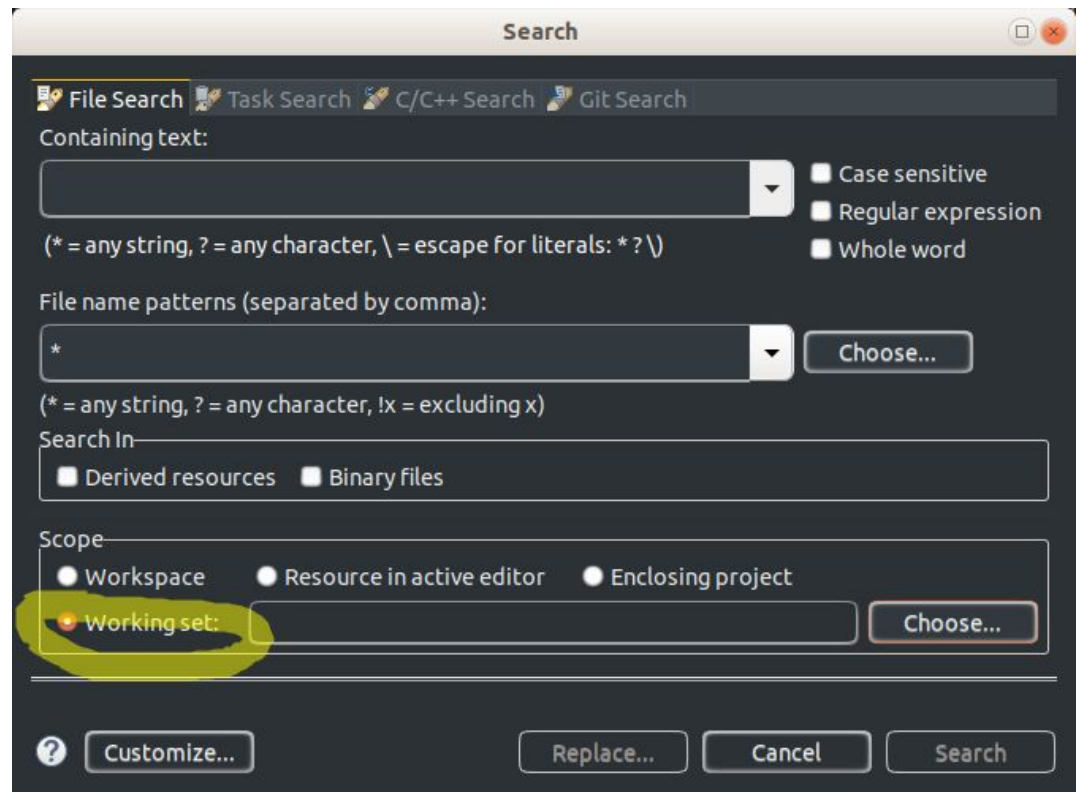 Search
File Search Task Search C/C++ Search Git Search
Containing text:
Case sensitive
Regular expression
Whole word
(* = any string, ? = any character, \ = escape for literals: * ? \)
File name patterns (separated by comma):
*
Choose...
(* = any string, ? = any character, !x = excluding x)
Search In
Derived resources Binary files
Scope
Workspace Resource in active editor Enclosing project
Working set: Choose...
? Customize... Replace... Cancel Search